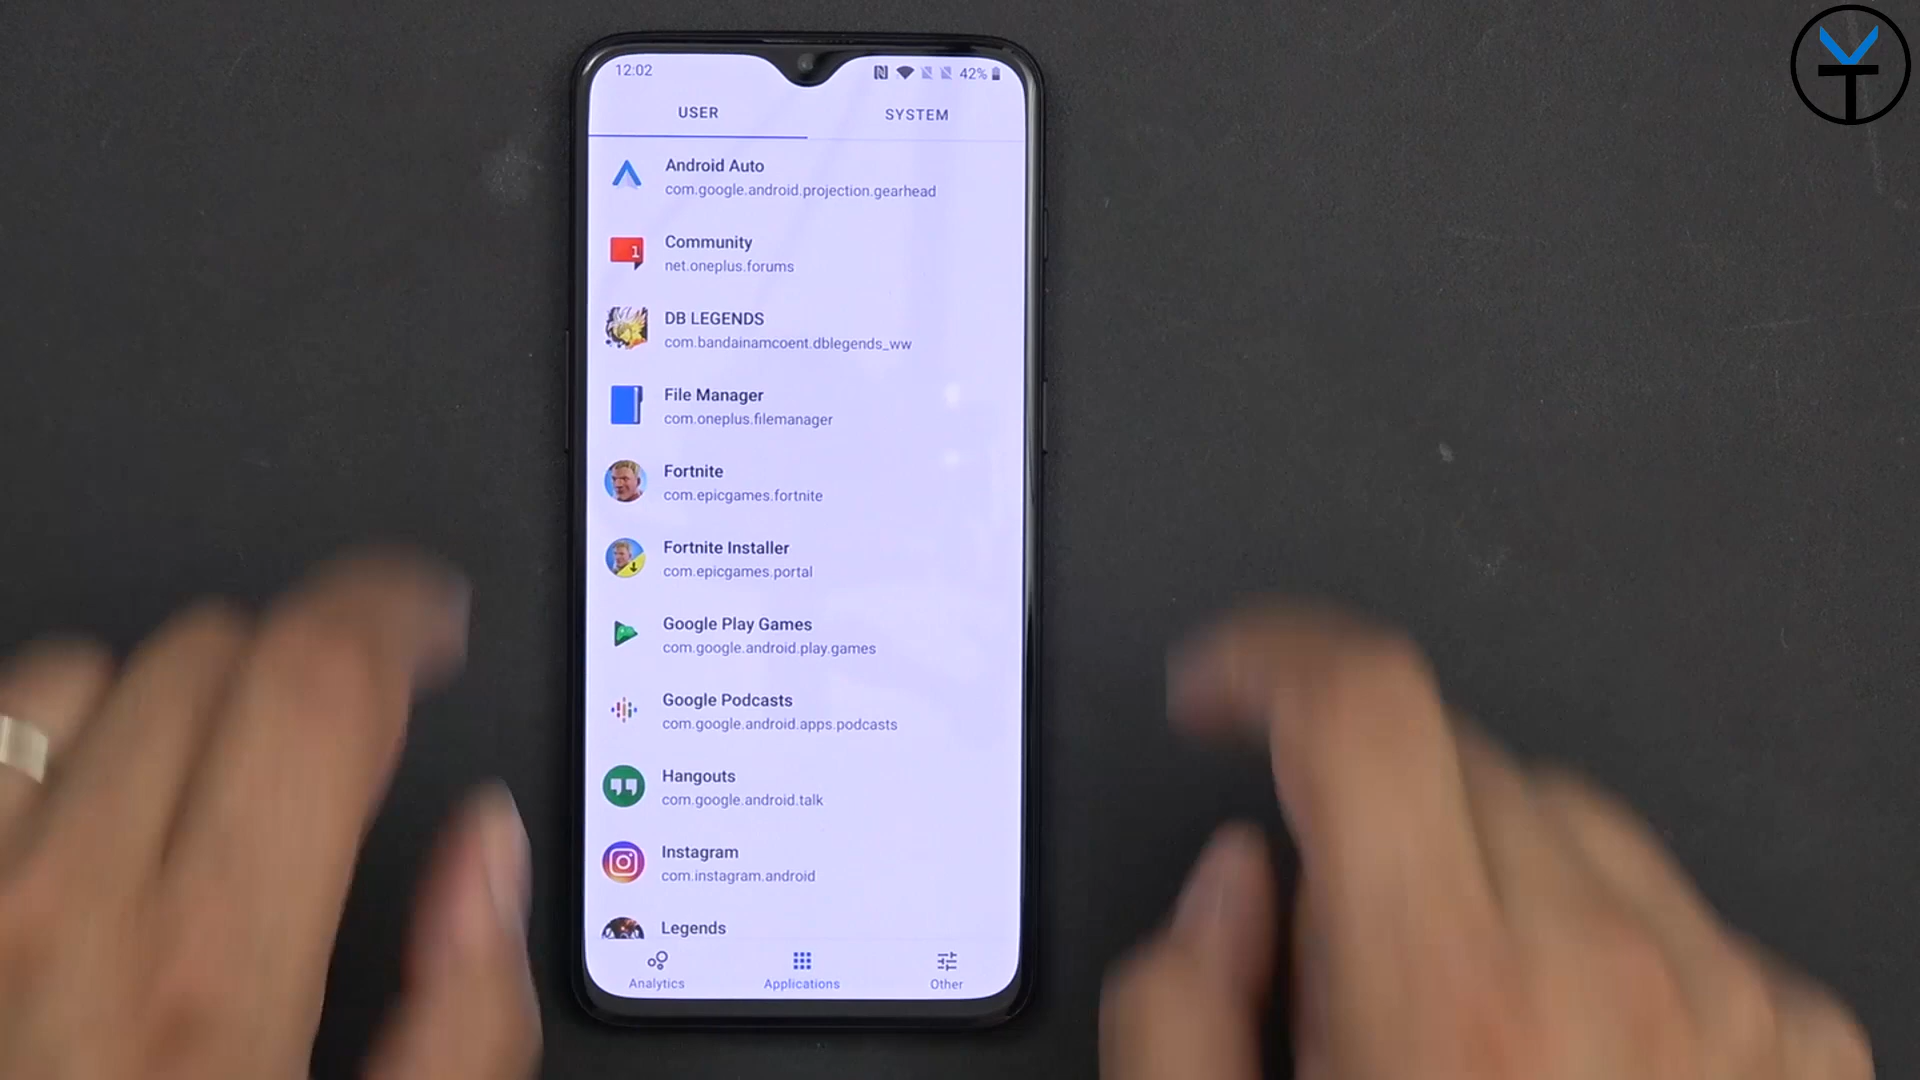 12:02
42%
USER
SYSTEM
Android Auto
com.google.android.projection.gearhead
1
Community
net.oneplus.forums
DB LEGENDS
com.bandainamcoent.dblegends_ww
File Manager
com.oneplus.filemanager
Fortnite
com.epicgames.fortnite
Fortnite Installer
com.epicgames.portal
Google Play Games
com.google.android.play.games
Google Podcasts
com.google.android.apps.podcasts
Hangouts
com.google.android.talk
Instagram
com.instagram.android
Legends
Analytics
Applications
Other